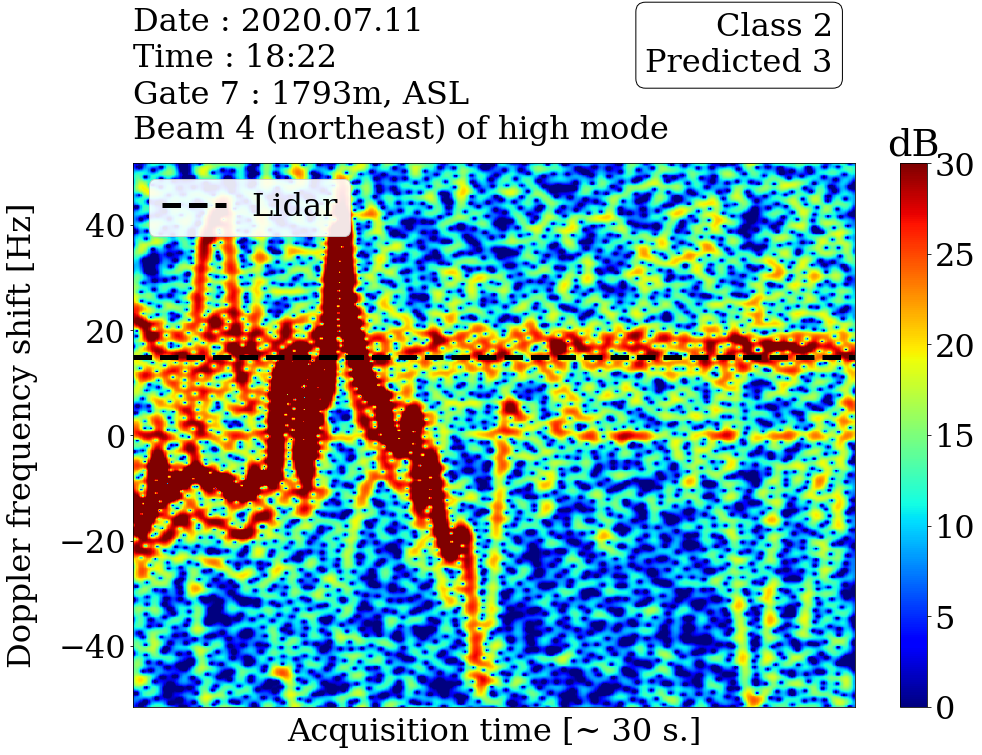 Date : 2020.07.11
Time : 18:22
Gate 7 : 1793m, ASL
Beam 4 (northeast) of high mode
Class 2
Predicted 3
dB
Lidar
Doppler frequency shift [Hz]
40
20
0
−20
−40
30
25
20
15
10
5
0
Acquisition time [~ 30 s.]